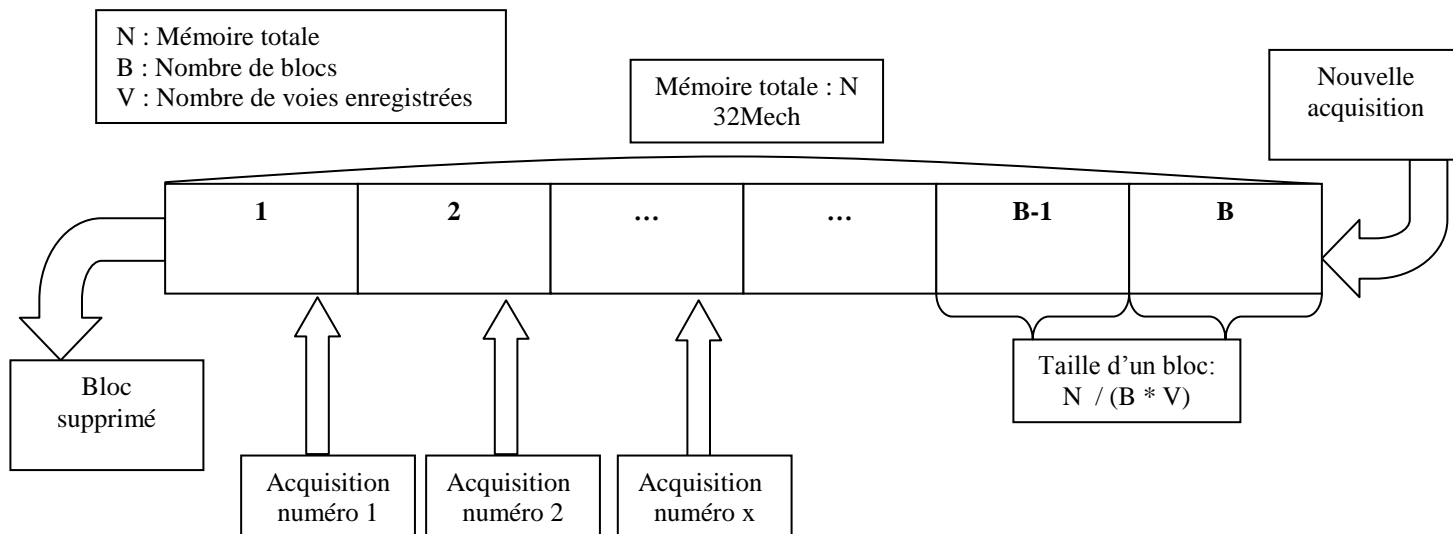 N : Mémoire totale
B : Nombre de blocs
V : Nombre de voies enregistrées
Mémoire totale : N
32Mech
Nouvelle
acquisition
1
2
…
…
B-1
B
Bloc
supprimé
Taille d’un bloc:
N / (B * V)
Acquisition
numéro 1
Acquisition
numéro 2
Acquisition
numéro x